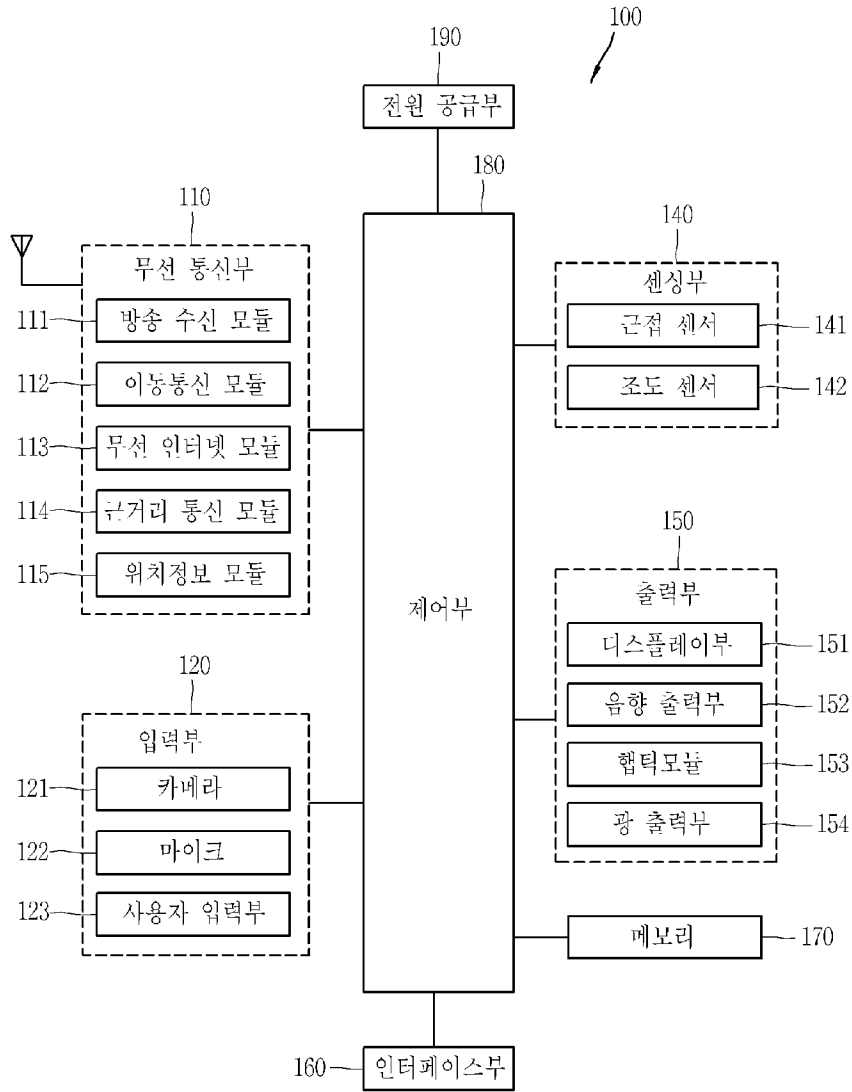 100
190
전원 공급부
180
110
무선 통신부
111 방송 수신 모듈
112 이동통신 모듈
113 무선 인터넷 모듈
114 근거리 통신 모듈
115 위치정보 모듈
120
입력부
121 카메라
122 마이크
123 사용자 입력부
제어부
140
센싱부
근접 센서 141
조도 센서 142
150
출력부
디스플레이부 151
음향 출력부 152
햅틱모듈 153
광 출력부 154
메모리 170
160 인터페이스부